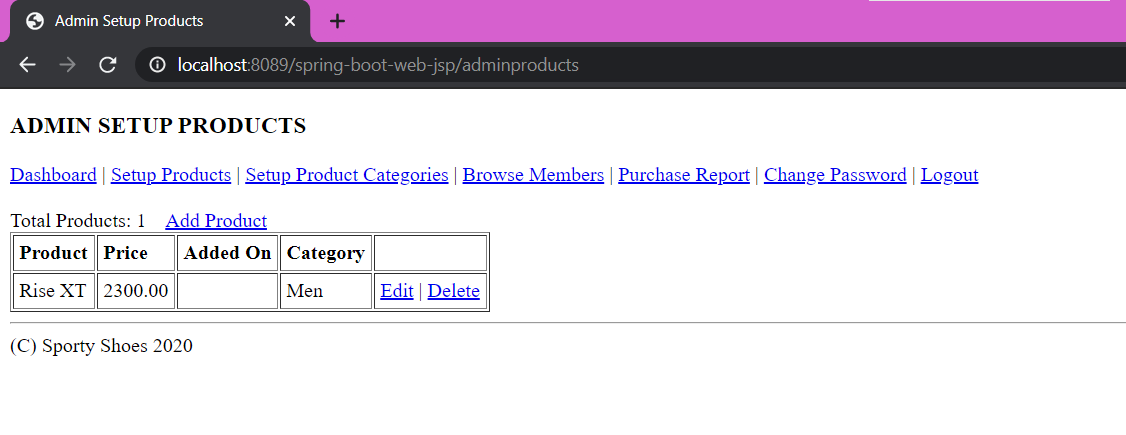 Admin Setup Products
localhost:8089/spring-boot-web-jsp/adminproducts
ADMIN SETUP PRODUCTS
Dashboard | Setup Products | Setup Product Categories | Browse Members | Purchase Report | Change Password | Logout
Total Products: 1 Add Product
Product Price Added On Category
Rise XT 2300.00 Men Edit | Delete
(C) Sporty Shoes 2020